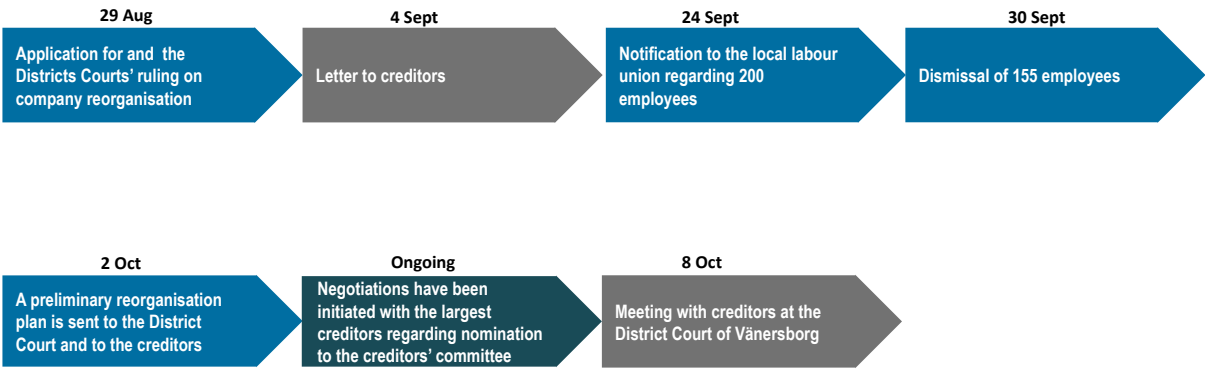 29 Aug
4 Sept
24 Sept
30 Sept
Application for and the
Districts Courts' ruling on
company reorganisation
Letter to creditors
Notification to the local labour
union regarding 200
employees
Dismissal of 155 employees
2 Oct
Ongoing
8 Oct
A preliminary reorganisation
plan is sent to the District
Court and to the creditors
Negotiations have been
initiated with the largest
creditors regarding nomination
to the creditors' committee
Meeting with creditors at the
District Court of Vänersborg